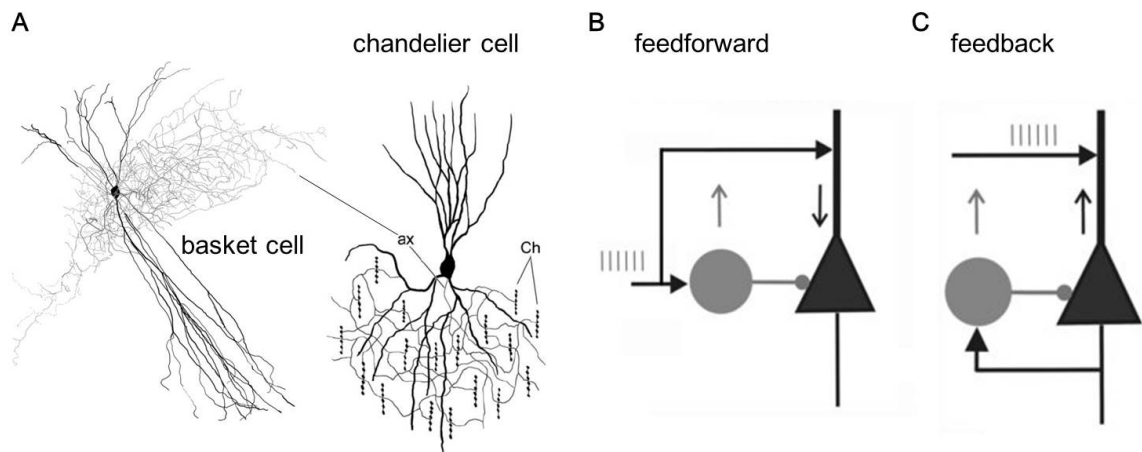 A
chandelier cell
basket cell
ax
Ch
B
feedforward
C
feedback